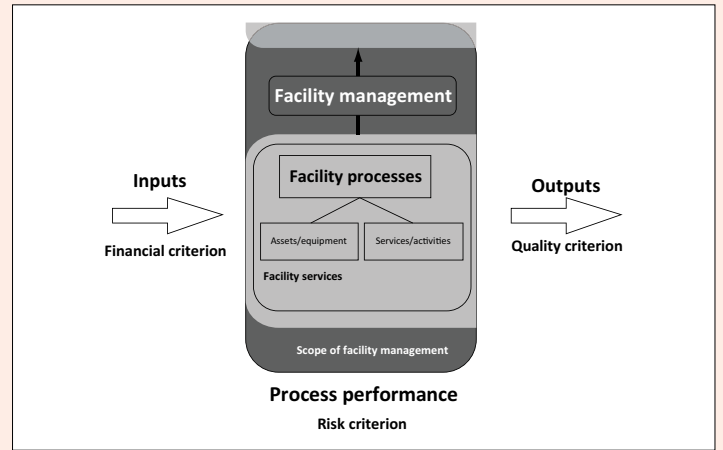 Facility management
Inputs
Financial criterion
Facility processes
Assets/equipment
Services/activities
Facility services
Outputs
Quality criterion
Scope of facility management
Process performance
Risk criterion